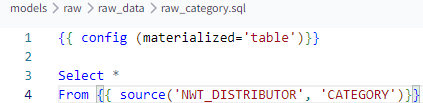 models > raw > raw_data > raw_category.sql
1 {{ config (materialized='table')}}
2
3 Select *
4 From {{ source('NWT_DISTRIBUTOR', 'CATEGORY')}}